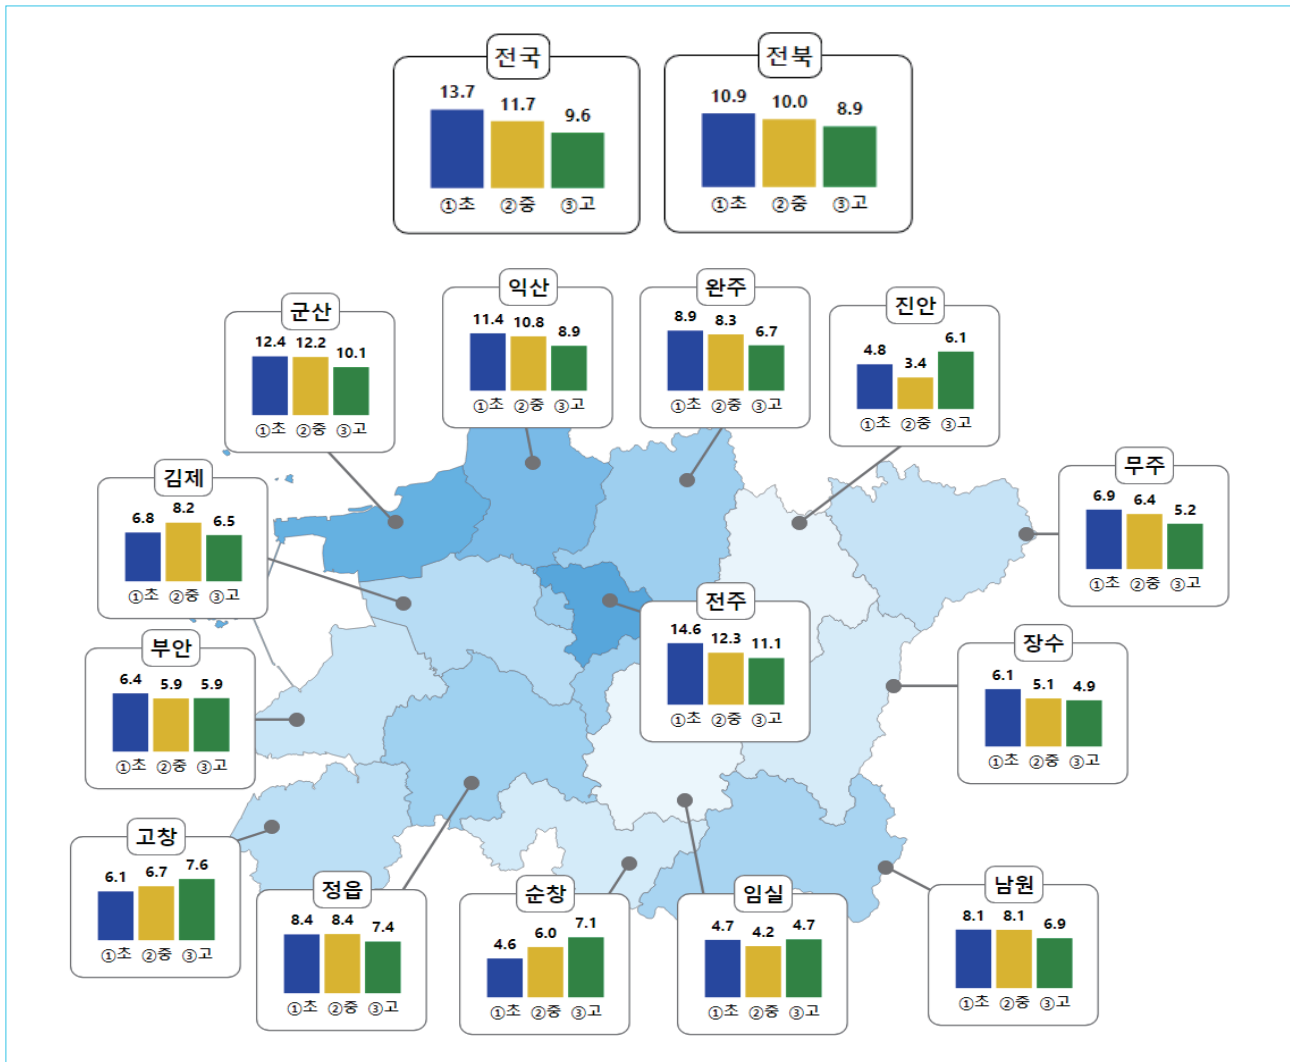 전국
13.7 11.7 9.6
①초 ②중 ③고
전북
10.9 10.0 8.9
①초 ②중 ③고
군산
12.4 12.2 10.1
①초 ②중 ③고
익산
11.4 10.8 8.9
①초 ②중 ③고
완주
8.9 8.3 6.7
①초 ②중 ③고
진안
4.8 3.4 6.1
①초 ②중 ③고
김제
6.8 8.2 6.5
①초 ②중 ③고
무주
6.9 6.4 5.2
①초 ②중 ③고
전주
14.6 12.3 11.1
①초 ②중 ③고
부안
6.4 5.9 5.9
①초 ②중 ③고
장수
6.1 5.1 4.9
①초 ②중 ③고
고창
6.1 6.7 7.6
①초 ②중 ③고
정읍
8.4 8.4 7.4
①초 ②중 ③고
순창
4.6 6.0 7.1
①초 ②중 ③고
임실
4.7 4.2 4.7
①초 ②중 ③고
남원
8.1 8.1 6.9
①초 ②중 ③고